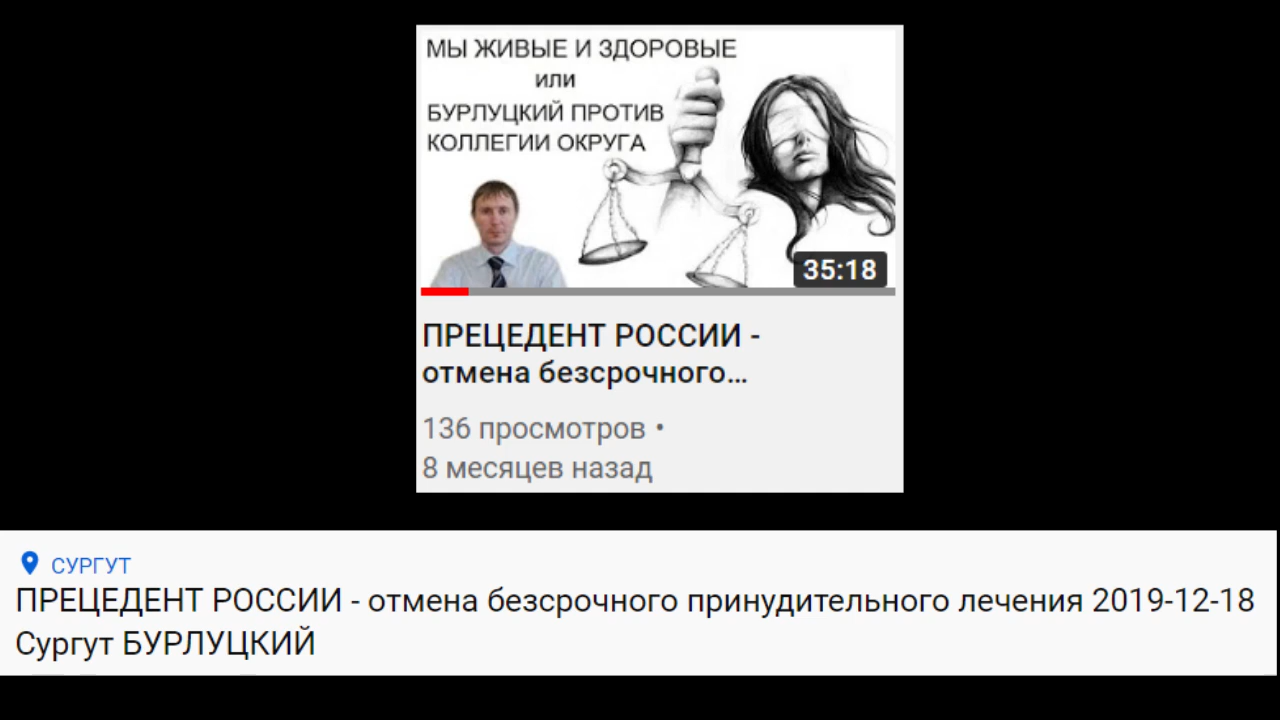 МЫ ЖИВЫЕ И ЗДОРОВЫЕ
или
БУРЛУЦКИЙ ПРОТИВ
КОЛЛЕГИИ ОКРУГА
35:18
ПРЕЦЕДЕНТ РОССИИ -
отмена безсрочного...
136 просмотров •
8 месяцев назад
СУРГУТ
ПРЕЦЕДЕНТ РОССИИ - отмена безсрочного принудительного лечения 2019-12-18
Сургут БУРЛУЦКИЙ